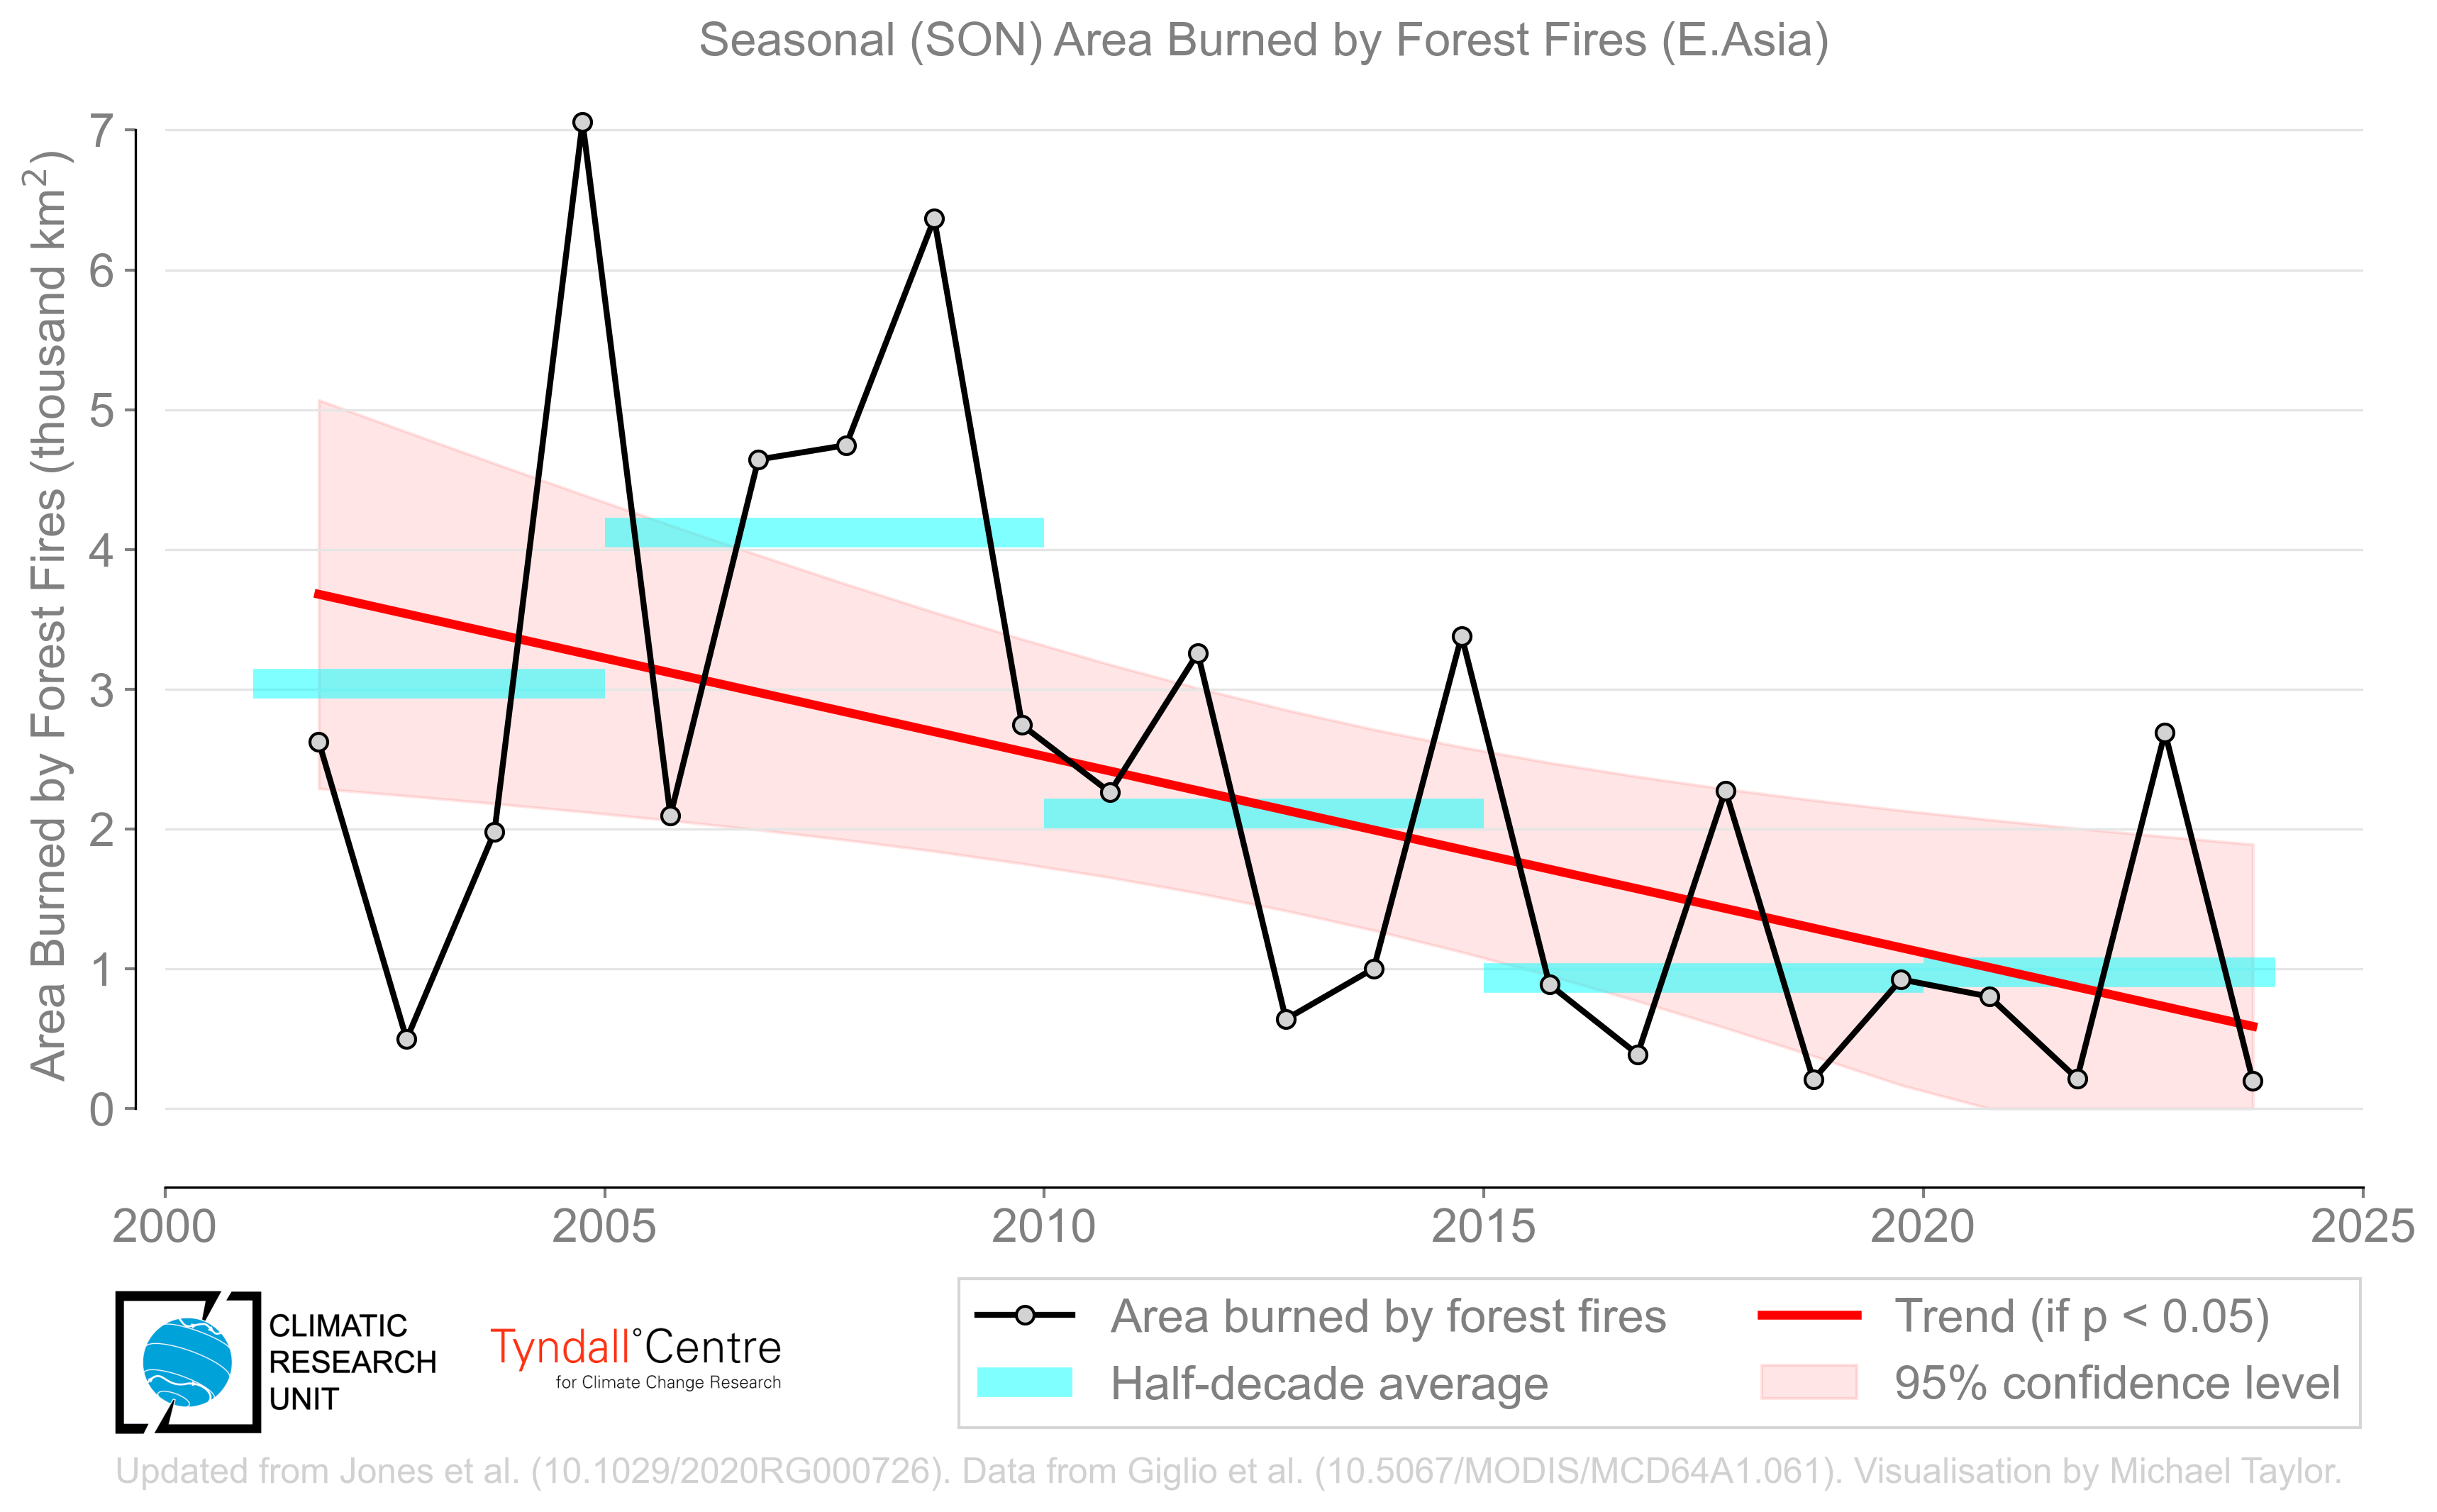 Seasonal (SON) Area Burned by Forest Fires (E.Asia)
Area Burned by Forest Fires (thousand km²)
7
6
5
4
3
2
1
0
2000 2005 2010 2015 2020 2025
CLIMATIC
RESEARCH
UNIT
Tyndall°Centre
for Climate Change Research
Area burned by forest fires
Half-decade average
Trend (if p < 0.05)
95% confidence level
Updated from Jones et al. (10.1029/2020RG000726). Data from Giglio et al. (10.5067/MODIS/MCD64A1.061). Visualisation by Michael Taylor.